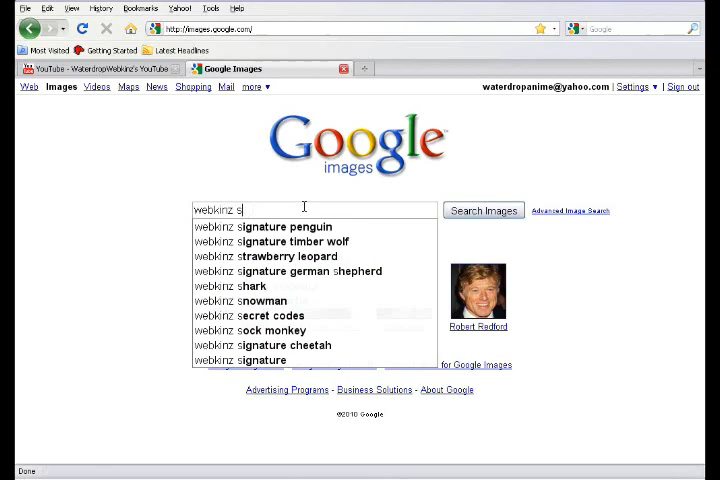 File Edit View History Bookmarks Yahoo! Tools Help
http://images.google.com/
Google
Most Visited Getting Started Latest Headlines
YouTube - WaterdropWebkinz's YouTube
Google Images
Web Images Videos Maps News Shopping Mail more ▼
waterdropanime@yahoo.com | Settings ▼ | Sign out
Google
images
webkinz s
Search Images
Advanced Image Search
webkinz signature penguin
webkinz signature timber wolf
webkinz strawberry leopard
webkinz signature german shepherd
webkinz shark
webkinz snowman
webkinz secret codes
webkinz sock monkey
webkinz signature cheetah
webkinz signature
Robert Redford
for Google Images
Advertising Programs - Business Solutions - About Google
©2010 Google
Done